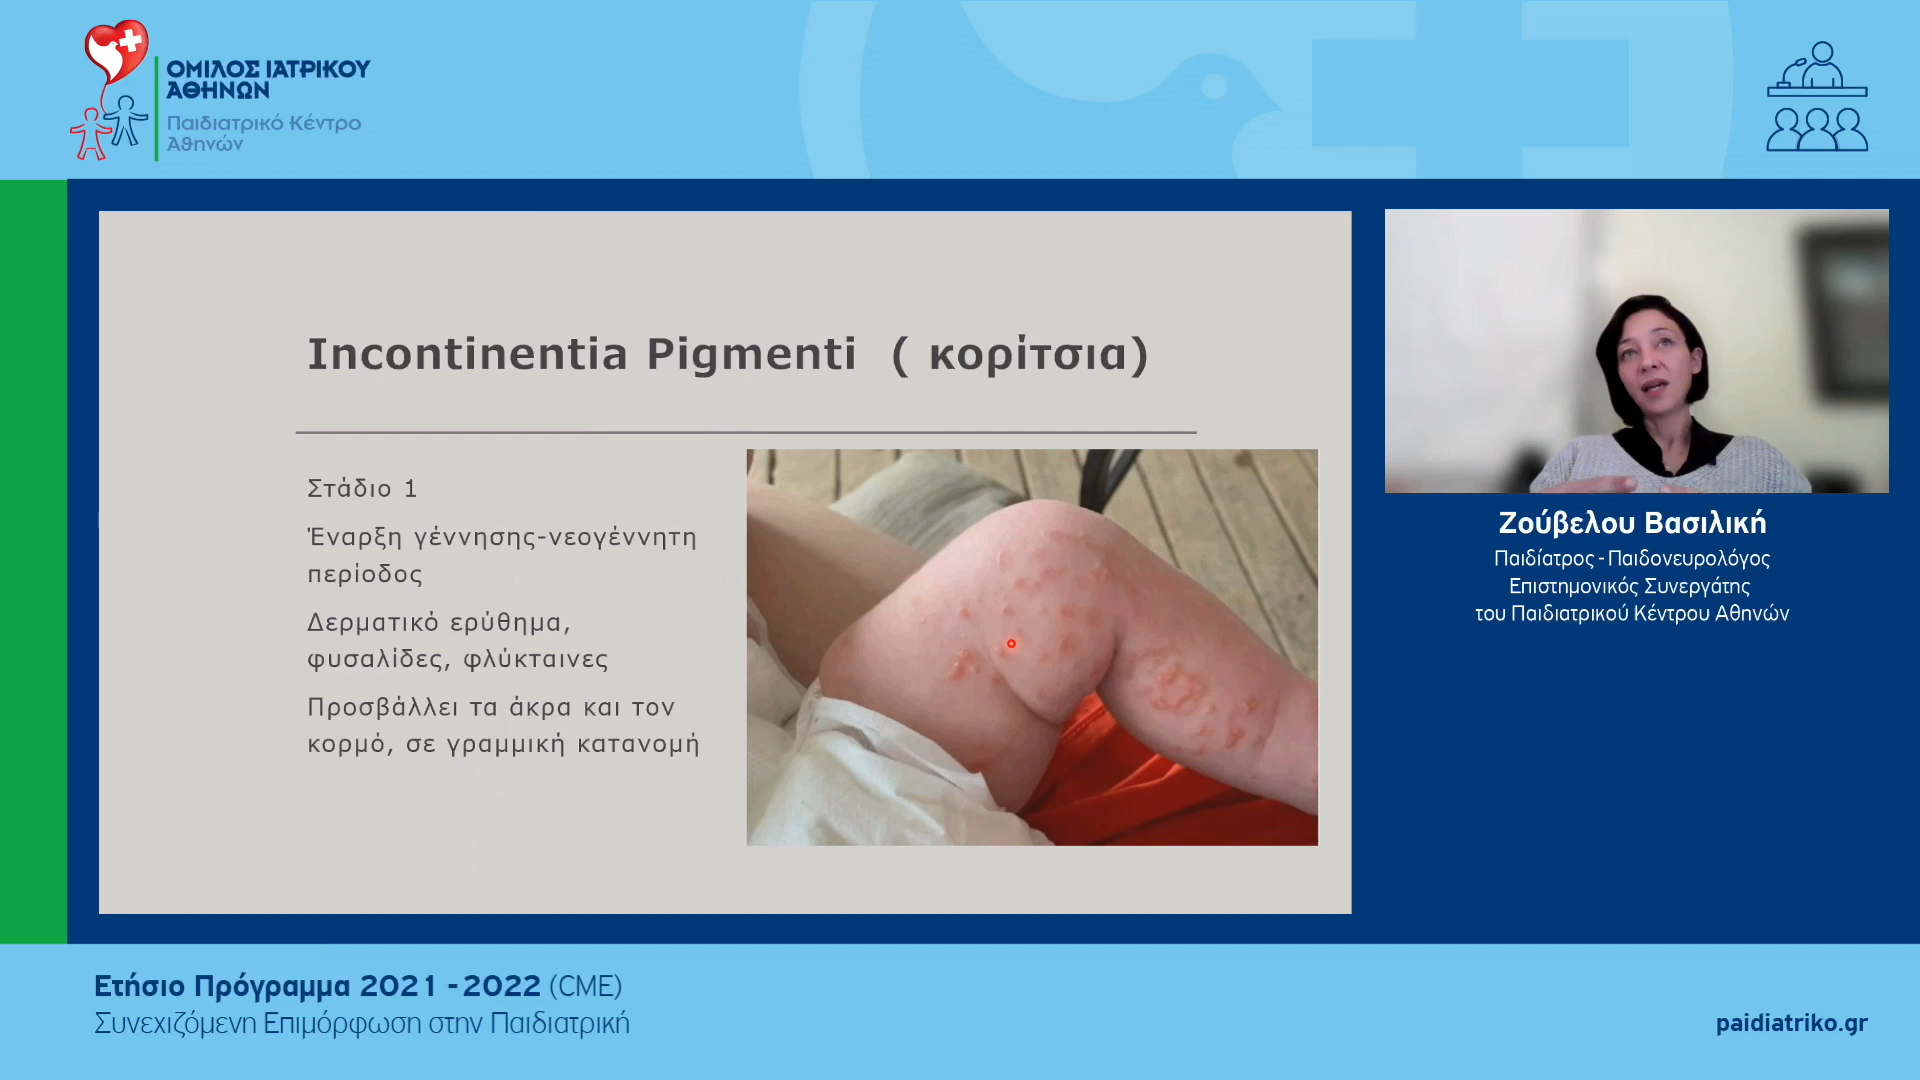 ΟΜΙΛΟΣ ΙΑΤΡΙΚΟΥ
ΑΘΗΝΩΝ
Παιδιατρικό Κέντρο
Αθηνών
Incontinentia Pigmenti ( κορίτσια)
Στάδιο 1
Έναρξη γέννησης-νεογέννητη
περίοδος
Δερματικό ερύθημα,
φυσαλίδες, φλύκταινες
Προσβάλλει τα άκρα και τον
κορμό, σε γραμμική κατανομή
Ζούβελου Βασιλική
Παιδίατρος - Παιδονευρολόγος
Επιστημονικός Συνεργάτης
του Παιδιατρικού Κέντρου Αθηνών
Ετήσιο Πρόγραμμα 2021 - 2022 (CME)
Συνεχιζόμενη Επιμόρφωση στην Παιδιατρική
paidiatriko.gr